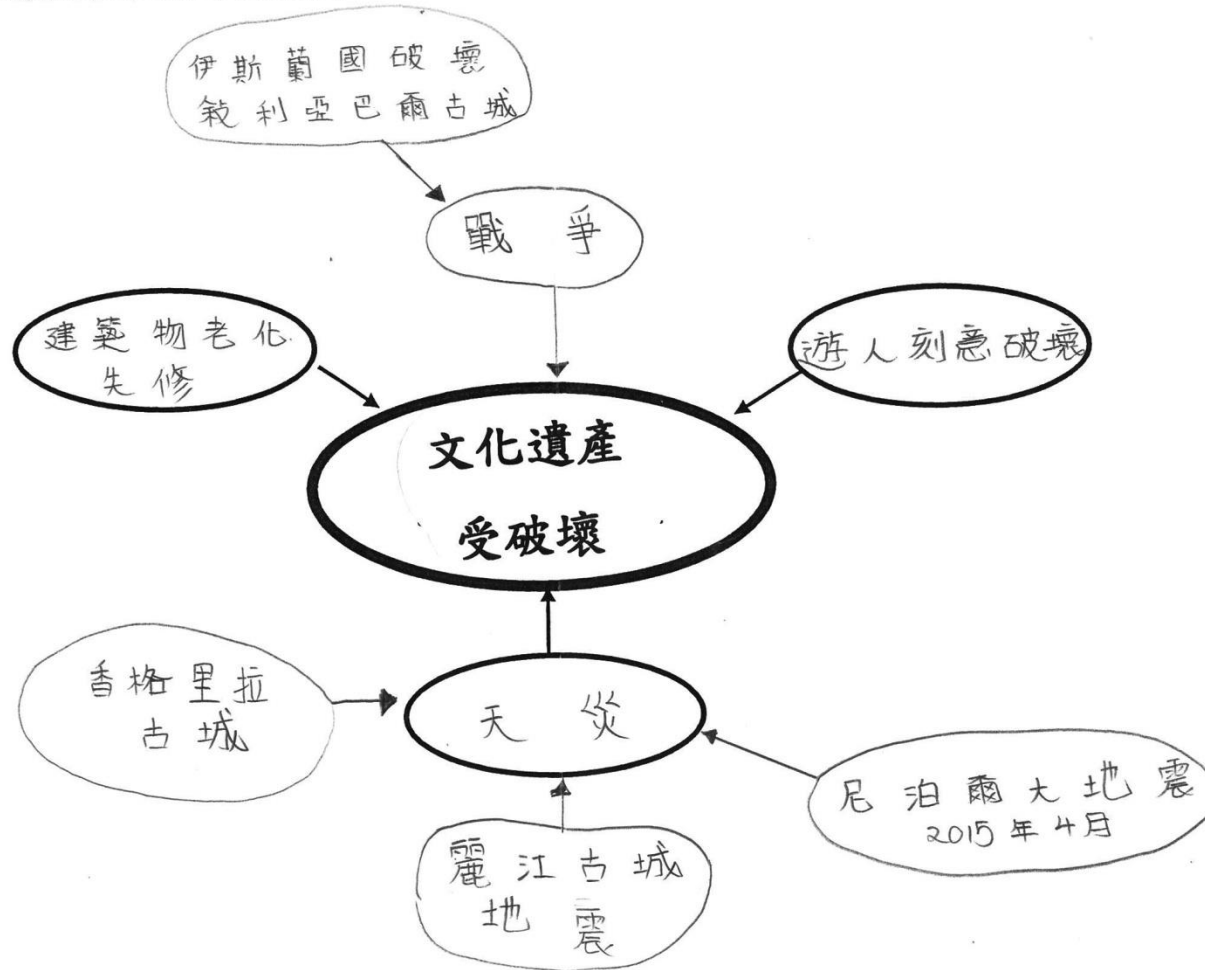 伊斯蘭國破壞
敍利亞巴爾古城
戰爭
建築物老化
失修
遊人刻意破壞
文化遺產
受破壞
香格里拉
古城
天災
尼泊爾大地震
2015年4月
麗江古城
地震